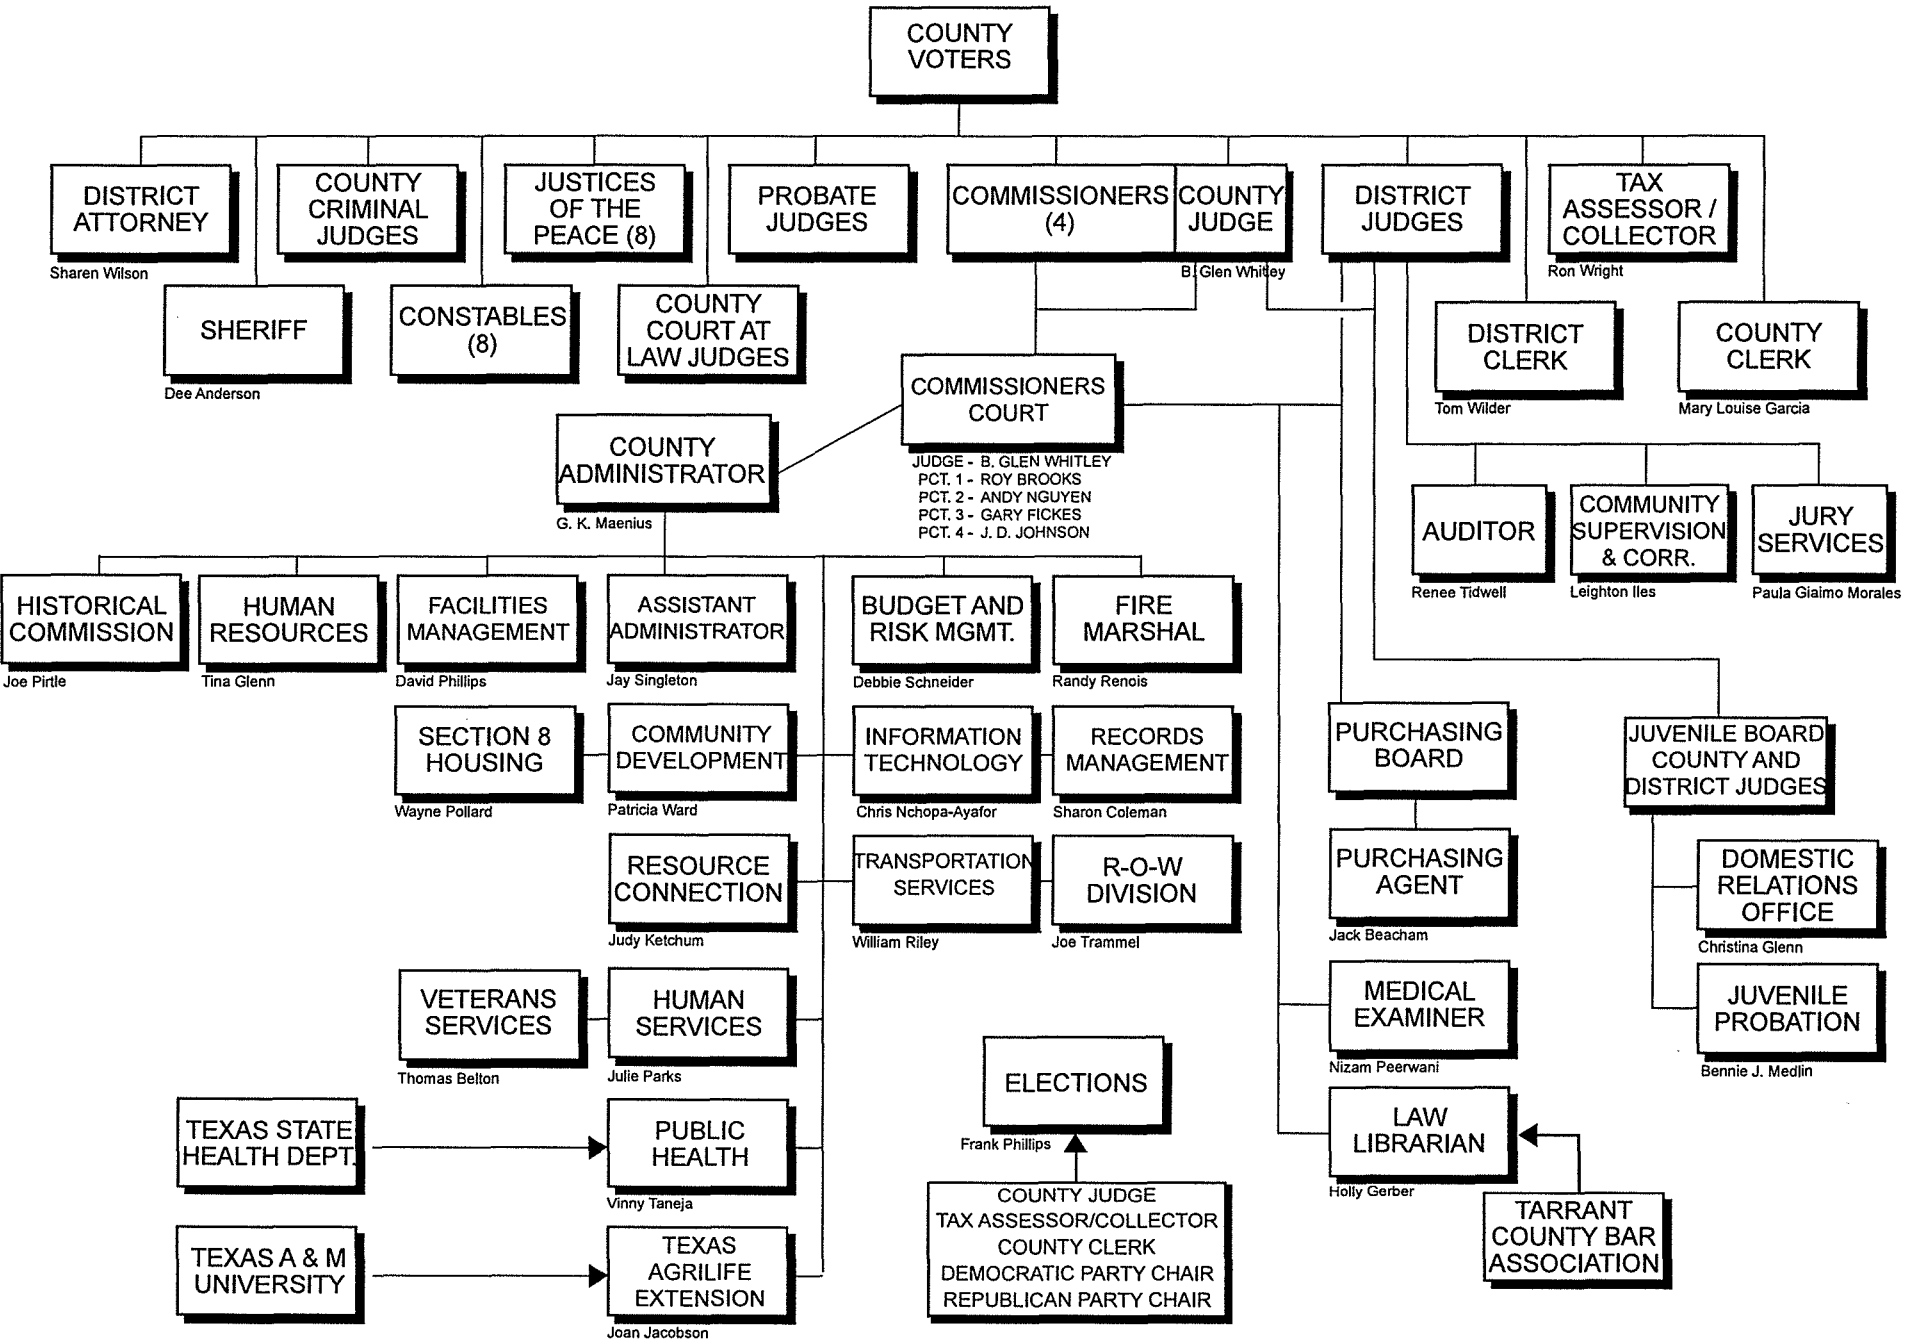 COUNTY
VOTERS
DISTRICT
ATTORNEY
Sharen Wilson
COUNTY
CRIMINAL
JUDGES
JUSTICES
OF THE
PEACE (8)
PROBATE
JUDGES
COMMISSIONERS
(4)
COUNTY
JUDGE
B. Glen Whitley
DISTRICT
JUDGES
TAX
ASSESSOR /
COLLECTOR
Ron Wright
SHERIFF
Dee Anderson
CONSTABLES
(8)
COUNTY
COURT AT
LAW JUDGES
DISTRICT
CLERK
Tom Wilder
COUNTY
CLERK
Mary Louise Garcia
COMMISSIONERS
COURT
JUDGE - B. GLEN WHITLEY
PCT. 1 - ROY BROOKS
PCT. 2 - ANDY NGUYEN
PCT. 3 - GARY FICKES
PCT. 4 - J. D. JOHNSON
COUNTY
ADMINISTRATOR
G. K. Maenius
AUDITOR
Renee Tidwell
COMMUNITY
SUPERVISION
& CORR.
Leighton Iles
JURY
SERVICES
Paula Giaimo Morales
HISTORICAL
COMMISSION
Joe Pirtle
HUMAN
RESOURCES
Tina Glenn
FACILITIES
MANAGEMENT
David Phillips
ASSISTANT
ADMINISTRATOR
Jay Singleton
BUDGET AND
RISK MGMT.
Debbie Schneider
FIRE
MARSHAL
Randy Renois
SECTION 8
HOUSING
Wayne Pollard
COMMUNITY
DEVELOPMENT
Patricia Ward
INFORMATION
TECHNOLOGY
Chris Nchopa-Ayafor
RECORDS
MANAGEMENT
Sharon Coleman
PURCHASING
BOARD
JUVENILE BOARD
COUNTY AND
DISTRICT JUDGES
RESOURCE
CONNECTION
Judy Ketchum
TRANSPORTATION
SERVICES
William Riley
R-O-W
DIVISION
Joe Trammel
PURCHASING
AGENT
Jack Beacham
DOMESTIC
RELATIONS
OFFICE
Christina Glenn
VETERANS
SERVICES
Thomas Belton
HUMAN
SERVICES
Julie Parks
MEDICAL
EXAMINER
Nizam Peerwani
JUVENILE
PROBATION
Bennie J. Medlin
ELECTIONS
Frank Phillips
TEXAS STATE
HEALTH DEPT.
PUBLIC
HEALTH
Vinny Taneja
LAW
LIBRARIAN
Holly Gerber
COUNTY JUDGE
TAX ASSESSOR/COLLECTOR
COUNTY CLERK
DEMOCRATIC PARTY CHAIR
REPUBLICAN PARTY CHAIR
TARRANT
COUNTY BAR
ASSOCIATION
TEXAS A & M
UNIVERSITY
TEXAS
AGRILIFE
EXTENSION
Joan Jacobson